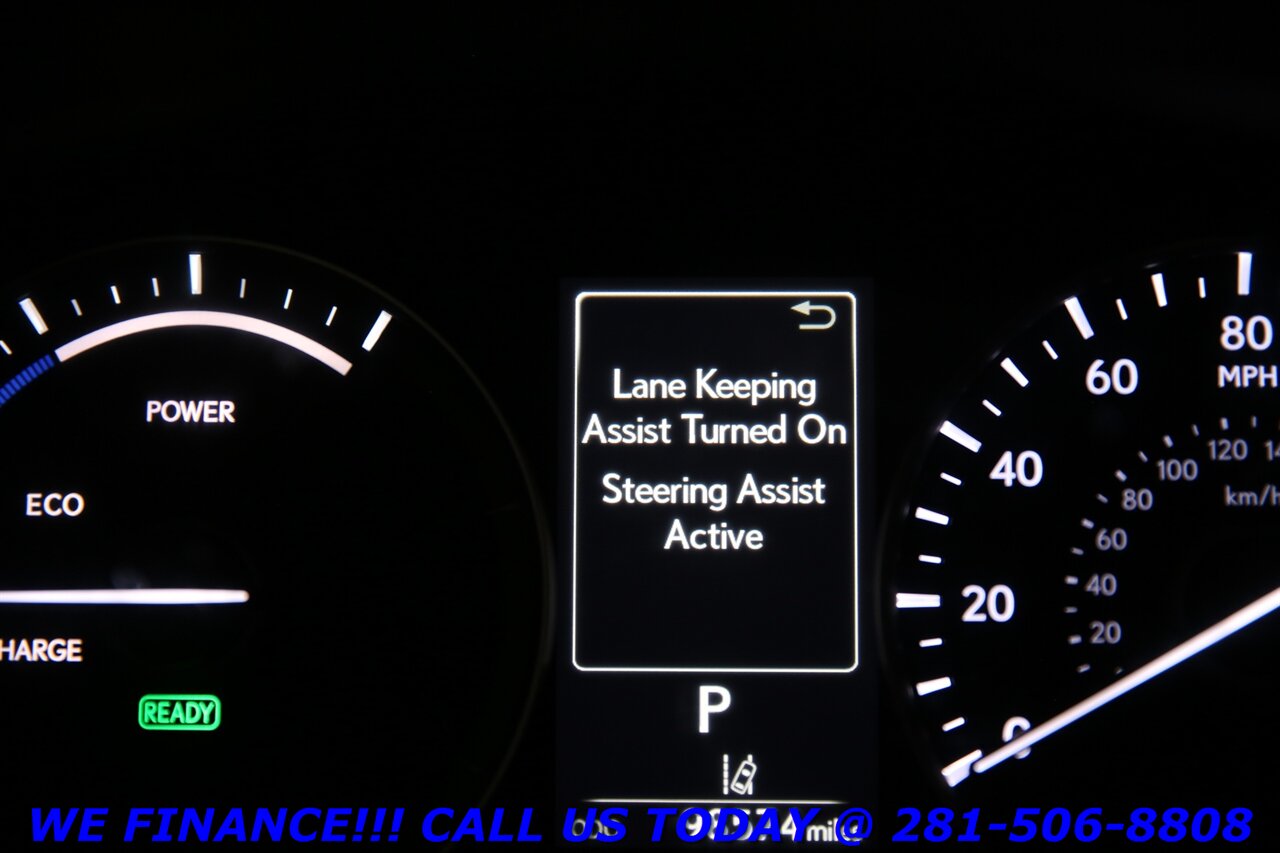 POWER
ECO
HARGE
READY
Lane Keeping
Assist Turned On
Steering Assist
Active
P
80
MPH
60
40
20
0
120
100
80
km/h
60
40
20
WE FINANCE!!! CALL US TODAY @ 281-506-8808